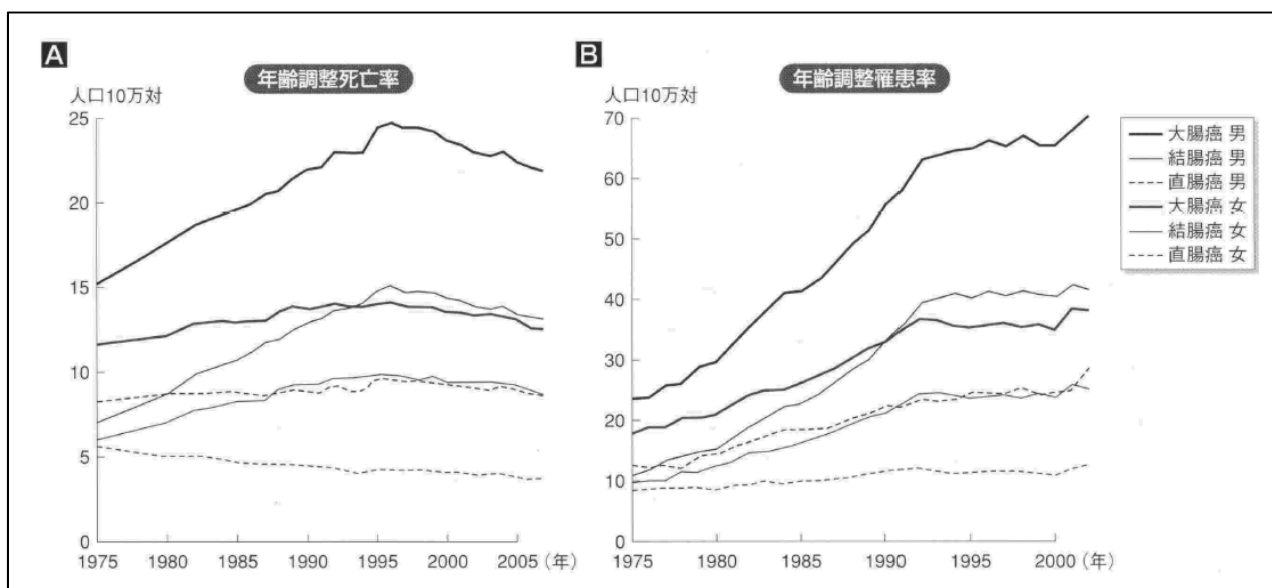 A
年齢調整死亡率
人口10万対
25
20
15
10
5
0
1975 1980 1985 1990 1995 2000 2005 (年)
B
年齢調整罹患率
人口10万対
70
60
50
40
30
20
10
0
1975 1980 1985 1990 1995 2000 (年)
大腸癌 男
結腸癌 男
直腸癌 男
大腸癌 女
結腸癌 女
直腸癌 女